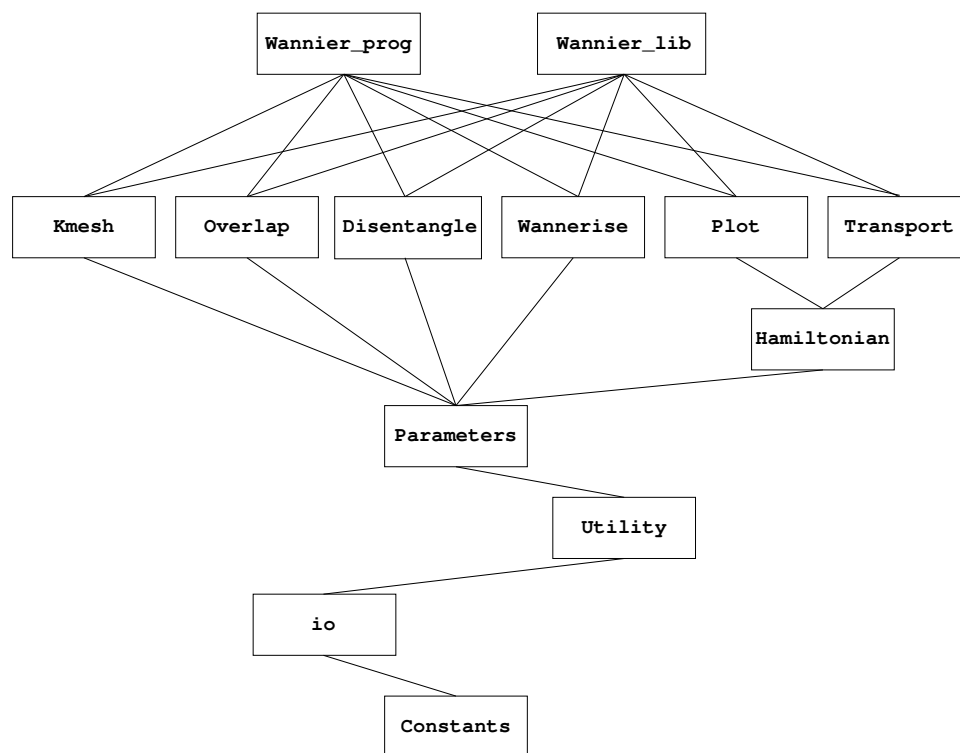 Wannier_prog
Wannier_lib
Kmesh
Overlap
Disentangle
Wannerise
Plot
Transport
Hamiltonian
Parameters
Utility
io
Constants